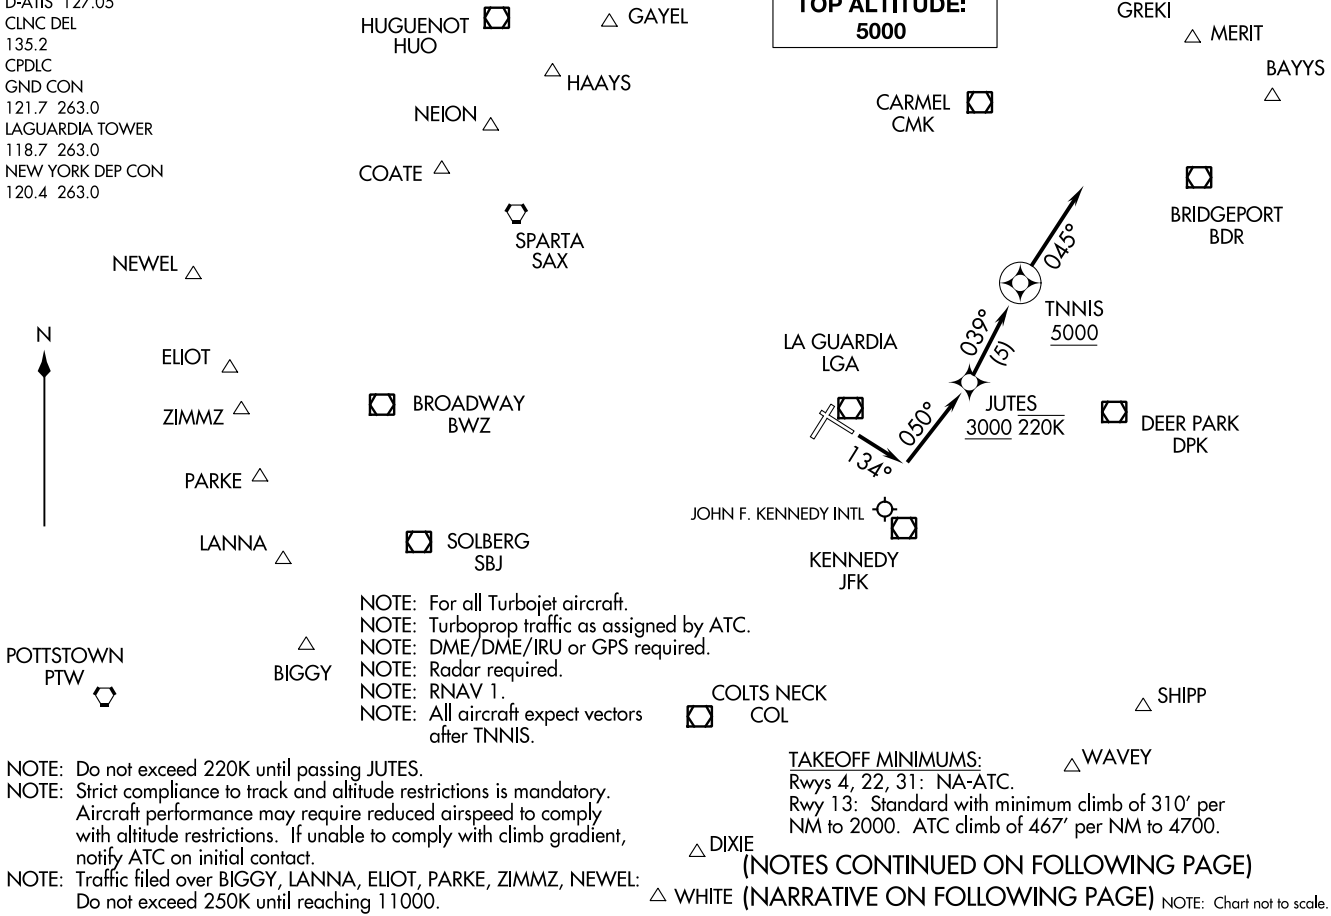 D-ATIS 127.05
CLNC DEL
135.2
CPDLC
GND CON
121.7 263.0
LAGUARDIA TOWER
118.7 263.0
NEW YORK DEP CON
120.4 263.0
HUGUENOT
HUO
GAYEL
HAAYS
NEION
COATE
SPARTA
SAX
TOP ALTITUDE:
5000
GREKI
MERIT
BAYYS
CARMEL
CMK
BRIDGEPORT
BDR
NEWEL
N
ELIOT
ZIMMZ
PARKE
LANNA
BROADWAY
BWZ
SOLBERG
SBJ
045°
TNNIS
5000
039°
(5)
LA GUARDIA
LGA
JUTES
3000 220K
050°
134°
DEER PARK
DPK
JOHN F. KENNEDY INTL
KENNEDY
JFK
POTTSTOWN
PTW
BIGGY
NOTE: For all Turbojet aircraft.
NOTE: Turboprop traffic as assigned by ATC.
NOTE: DME/DME/IRU or GPS required.
NOTE: Radar required.
NOTE: RNAV 1.
NOTE: All aircraft expect vectors
after TNNIS.
COLTS NECK
COL
SHIPP
WAVEY
NOTE: Do not exceed 220K until passing JUTES.
NOTE: Strict compliance to track and altitude restrictions is mandatory.
Aircraft performance may require reduced airspeed to comply
with altitude restrictions. If unable to comply with climb gradient,
notify ATC on initial contact.
NOTE: Traffic filed over BIGGY, LANNA, ELIOT, PARKE, ZIMMZ, NEWEL:
Do not exceed 250K until reaching 11000.
TAKEOFF MINIMUMS:
Rwys 4, 22, 31: NA-ATC.
Rwy 13: Standard with minimum climb of 310' per
NM to 2000. ATC climb of 467' per NM to 4700.
DIXIE
(NOTES CONTINUED ON FOLLOWING PAGE)
WHITE
(NARRATIVE ON FOLLOWING PAGE)
NOTE: Chart not to scale.